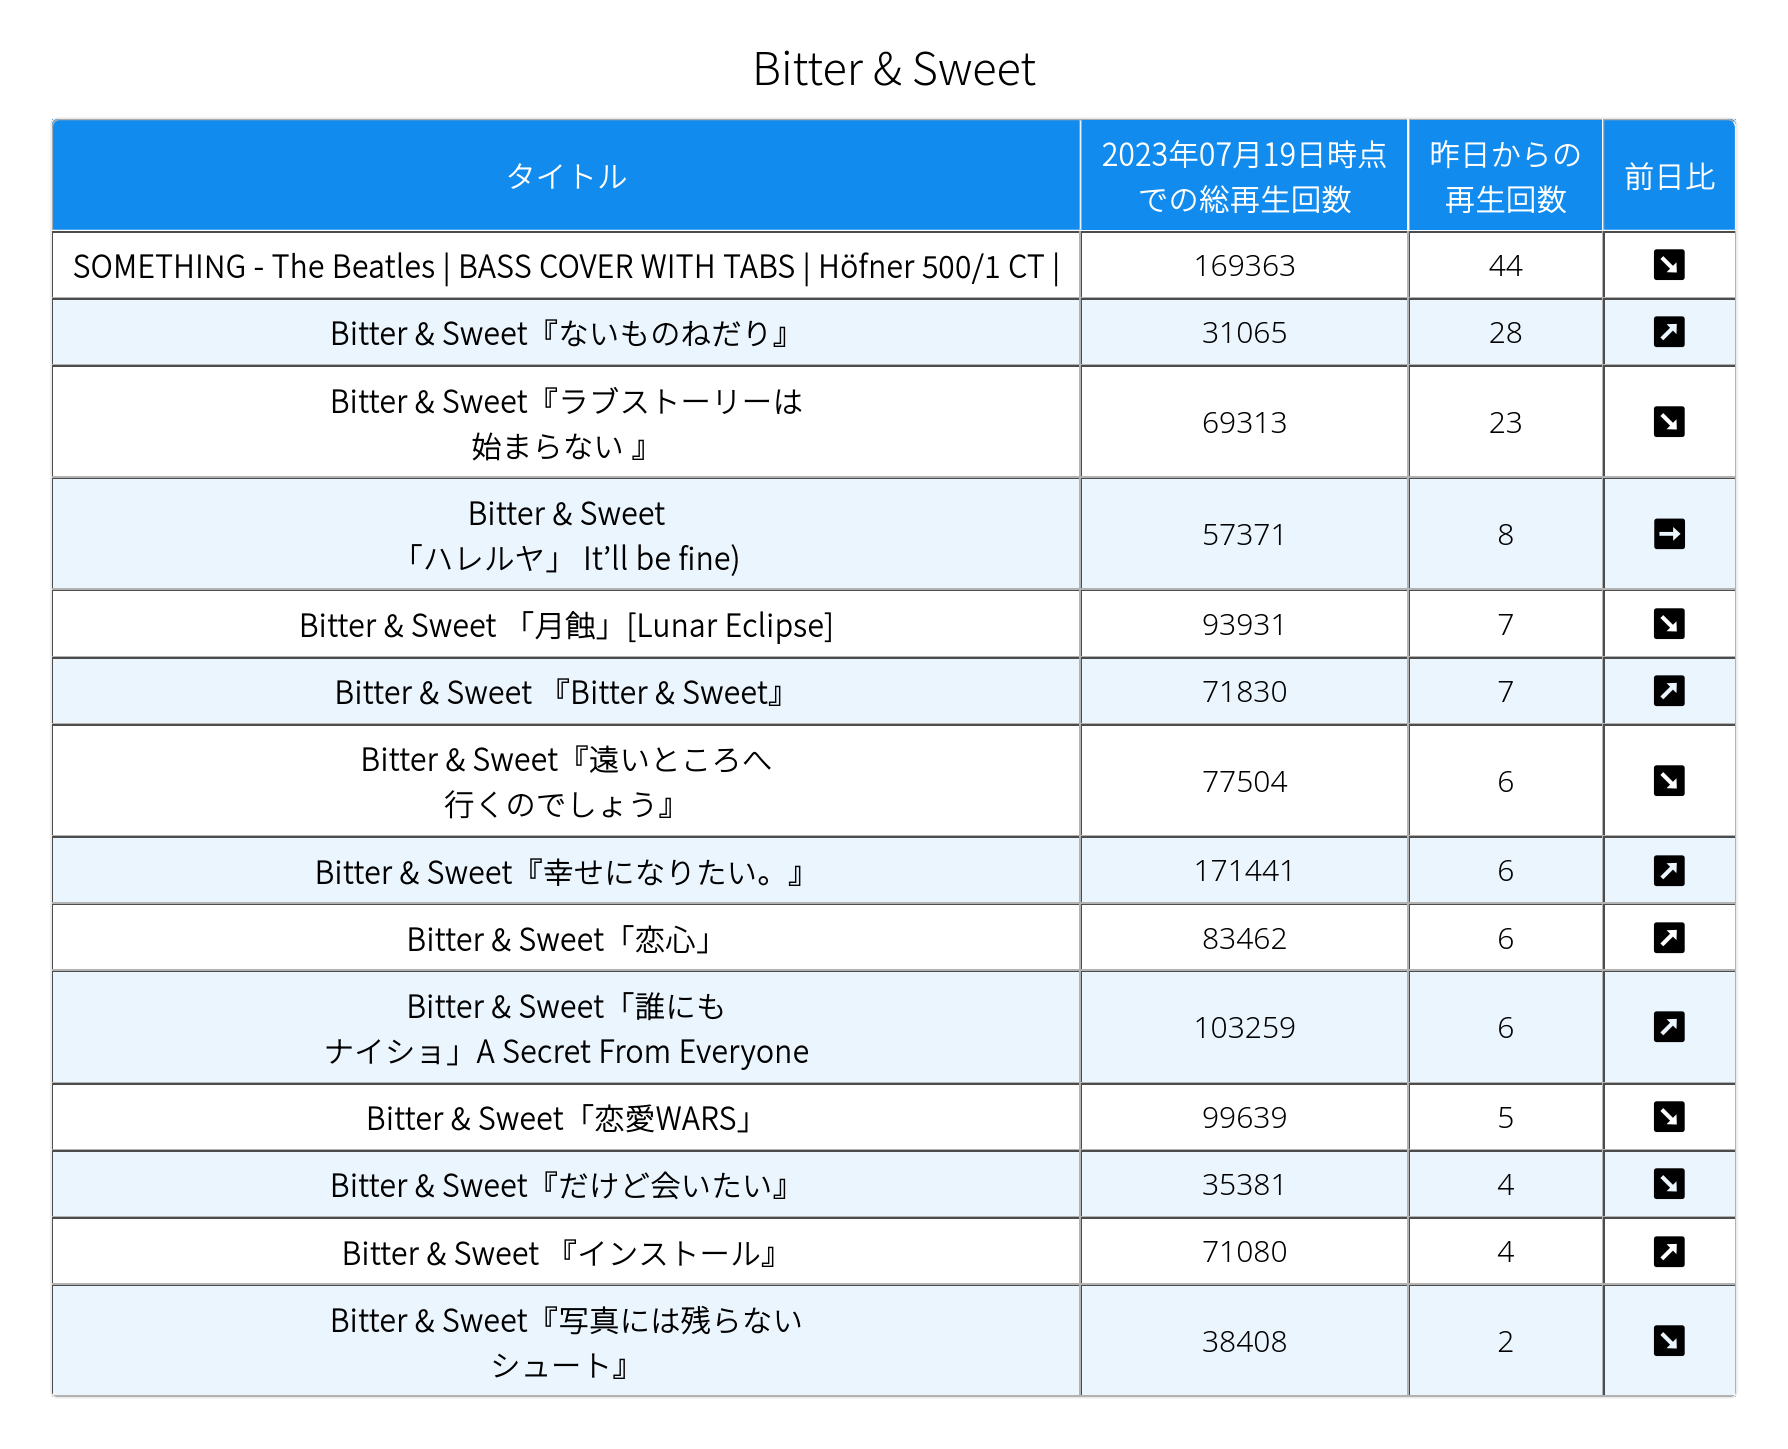 Bitter & Sweet
タイトル
2023年07月19日時点
での総再生回数
昨日からの
再生回数
前日比
SOMETHING - The Beatles | BASS COVER WITH TABS | Höfner 500/1 CT |
169363
44
Bitter & Sweet『ないものねだり』
31065
28
Bitter & Sweet『ラブストーリーは
始まらない 』
69313
23
Bitter & Sweet
「ハレルヤ」 It’ll be fine)
57371
8
Bitter & Sweet 「月蝕」[Lunar Eclipse]
93931
7
Bitter & Sweet 『Bitter & Sweet』
71830
7
Bitter & Sweet『遠いところへ
行くのでしょう』
77504
6
Bitter & Sweet『幸せになりたい。』
171441
6
Bitter & Sweet「恋心」
83462
6
Bitter & Sweet「誰にも
ナイショ」A Secret From Everyone
103259
6
Bitter & Sweet「恋愛WARS」
99639
5
Bitter & Sweet『だけど会いたい』
35381
4
Bitter & Sweet 『インストール』
71080
4
Bitter & Sweet『写真には残らない
シュート』
38408
2